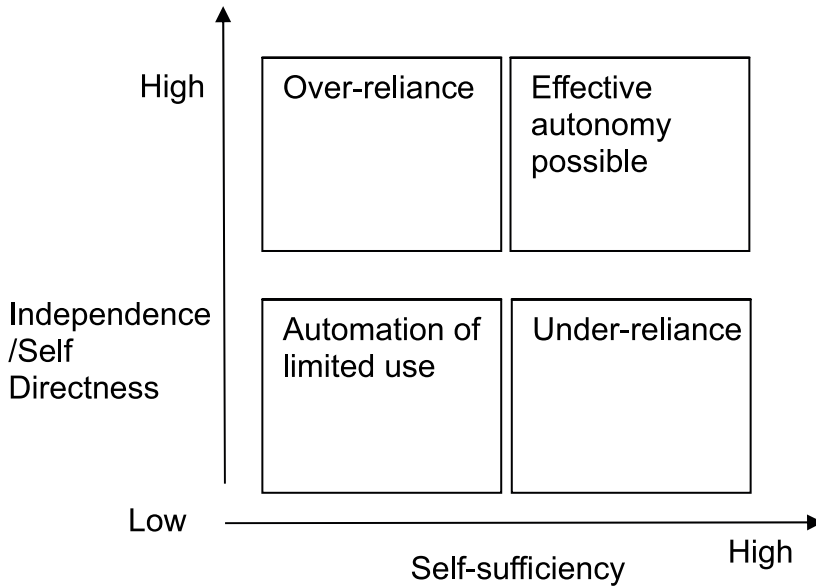 High
Over-reliance
Effective
autonomy
possible
Independence
/Self
Directness
Automation of
limited use
Under-reliance
Low
High
Self-sufficiency